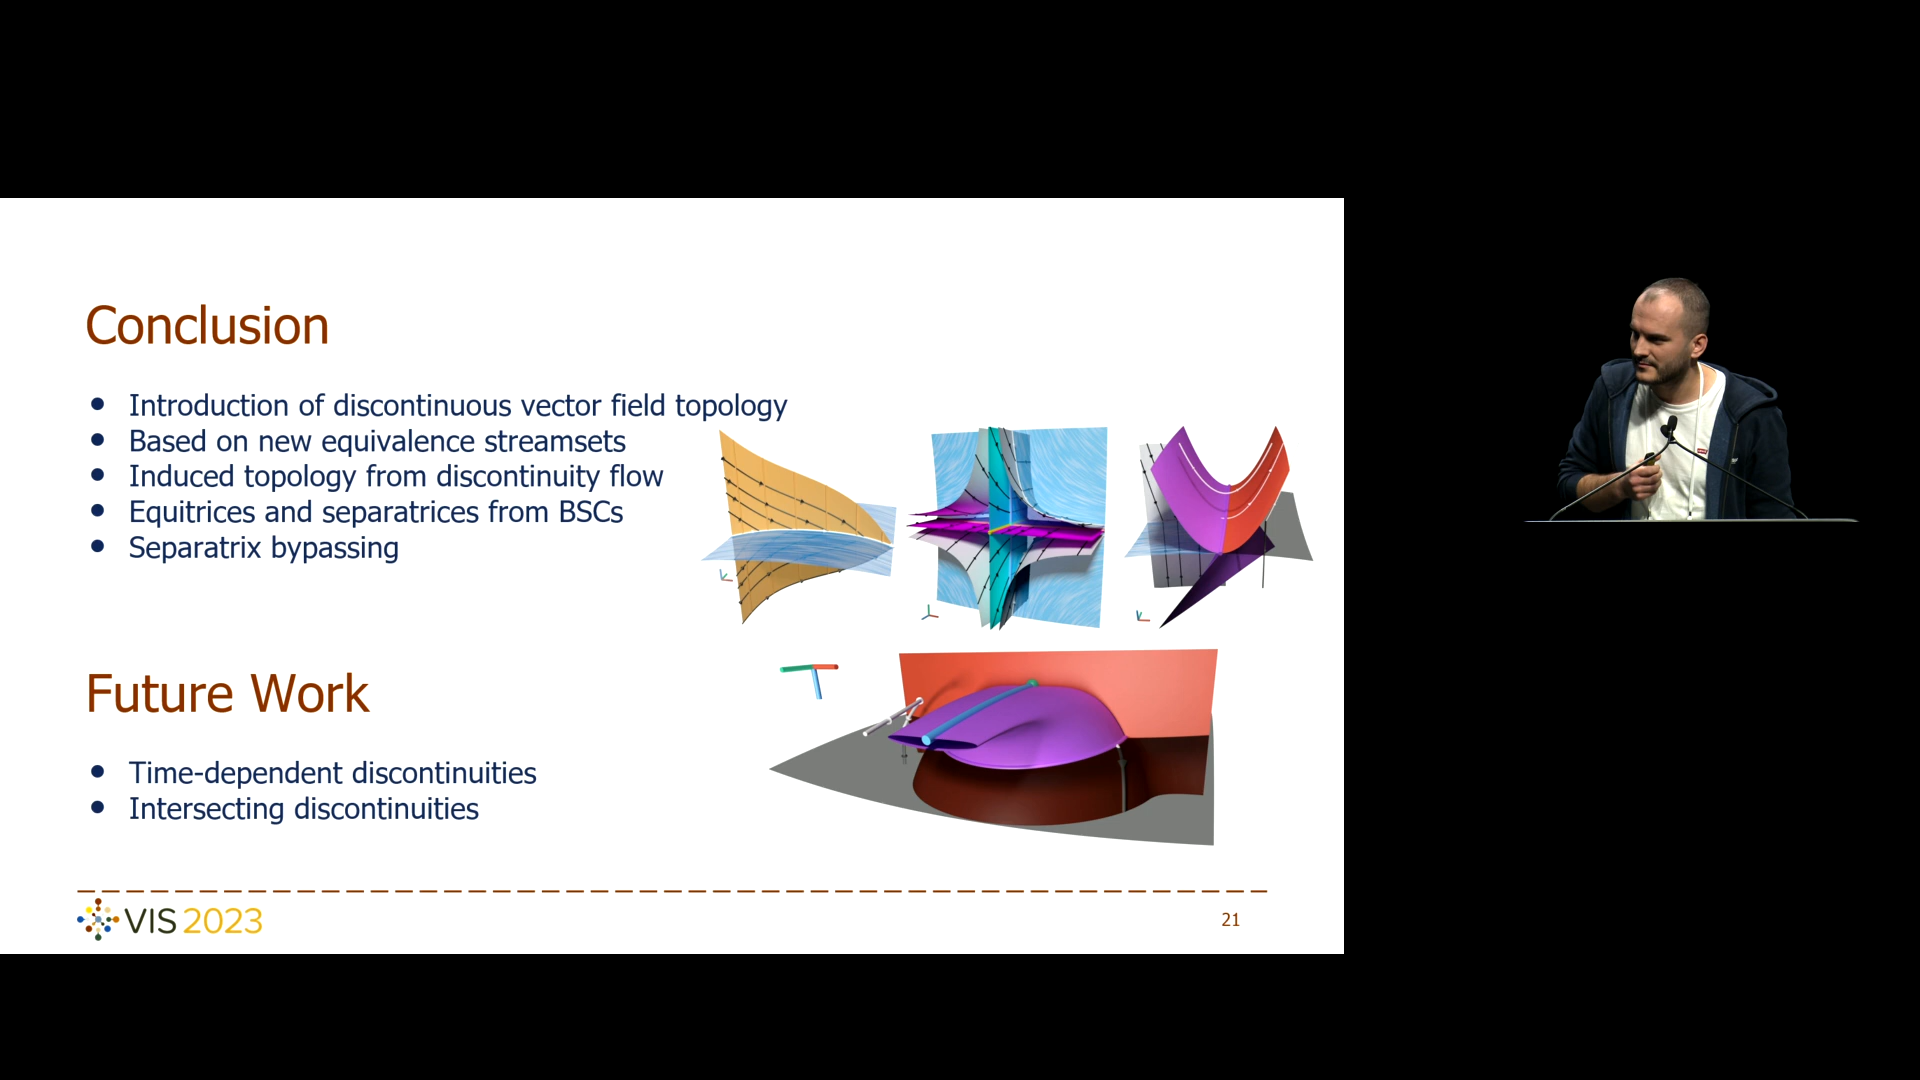 Conclusion
Introduction of discontinuous vector field topology
Based on new equivalence streamsets
Induced topology from discontinuity flow
Equitrices and separatrices from BSCs
Separatrix bypassing
Future Work
Time-dependent discontinuities
Intersecting discontinuities
VIS 2023
21